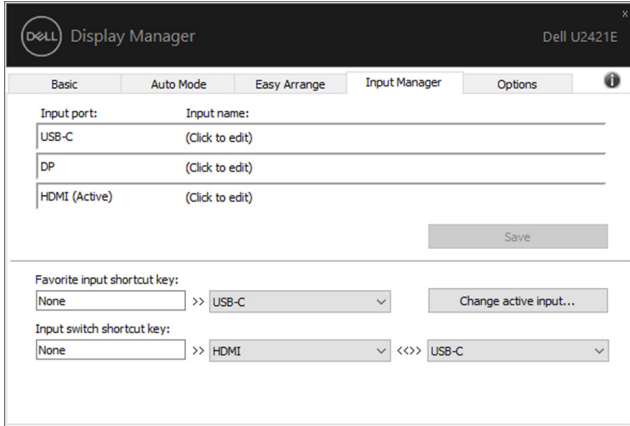 x
DELL Display Manager Dell U2421E
Basic Auto Mode Easy Arrange Input Manager Options i
Input port: Input name:
USB-C (Click to edit)
DP (Click to edit)
HDMI (Active) (Click to edit)
Save
Favorite input shortcut key:
None >> USB-C Change active input...
Input switch shortcut key:
None >> HDMI <<>> USB-C